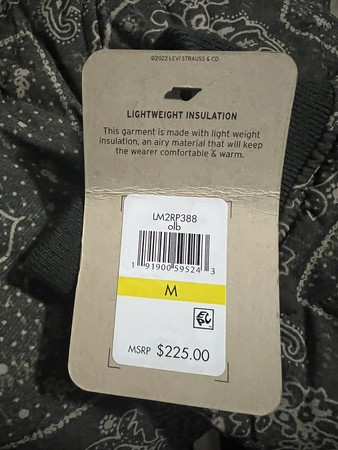 ©2022 LEVI STRAUSS & CO.
LIGHTWEIGHT INSULATION
This garment is made with light weight
insulation, an airy material that will keep
the wearer comfortable & warm.
LM2RP388
olb
1 91900 59524 3
M
MSRP $225.00